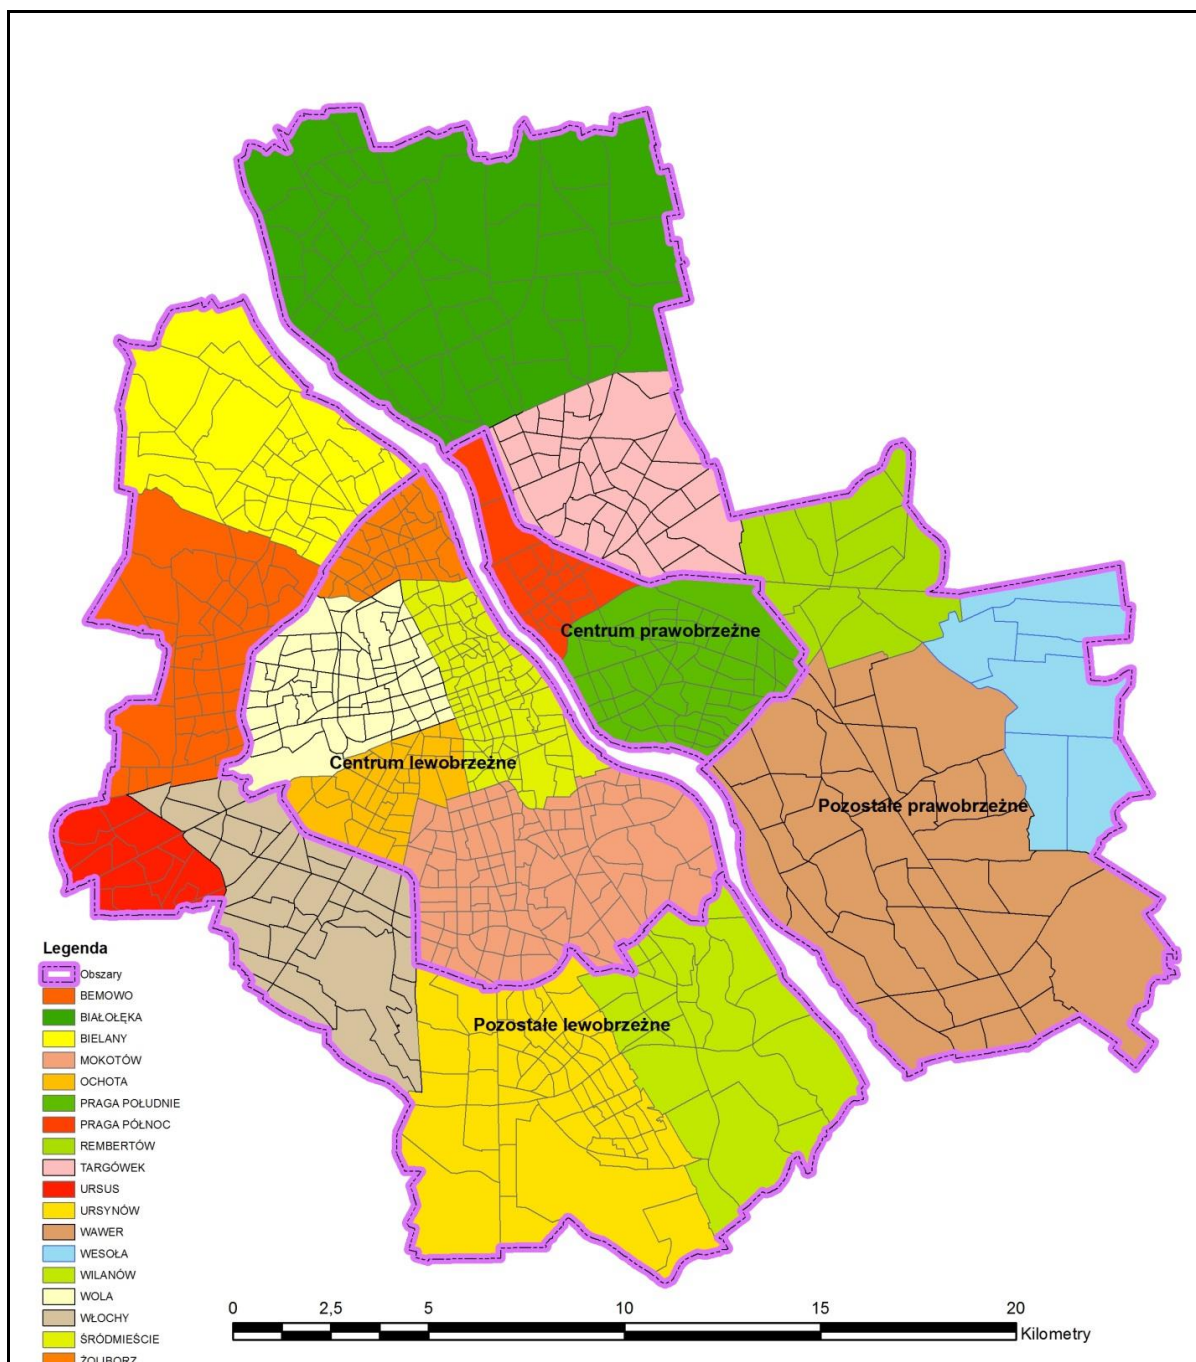 Centrum prawobrzeżne
Centrum lewobrzeżne
Pozostałe prawobrzeżne
Pozostałe lewobrzeżne
Legenda
Obszary
BEMOWO
BIAŁOŁĘKA
BIELANY
MOKOTÓW
OCHOTA
PRAGA POŁUDNIE
PRAGA PÓŁNOC
REMBERTÓW
TARGÓWEK
URSUS
URSYNÓW
WAWER
WESOŁA
WILANÓW
WOLA
WŁOCHY
ŚRÓDMIEŚCIE
ŻOLIBORZ
0 2,5 5 10 15 20
Kilometry